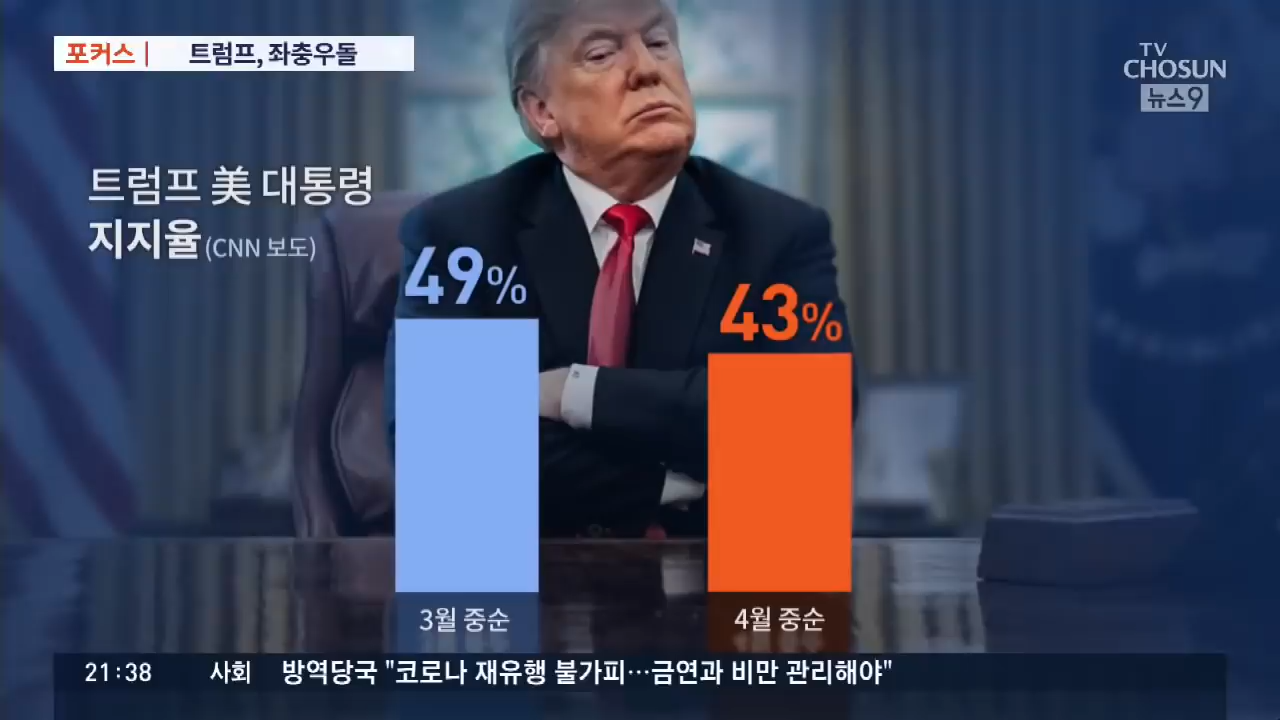 포커스 | 트럼프, 좌충우돌
TV
CHOSUN
뉴스9
트럼프 美 대통령
지지율 (CNN 보도)
49%
43%
3월 중순
4월 중순
21:38 사회 방역당국 "코로나 재유행 불가피…금연과 비만 관리해야"